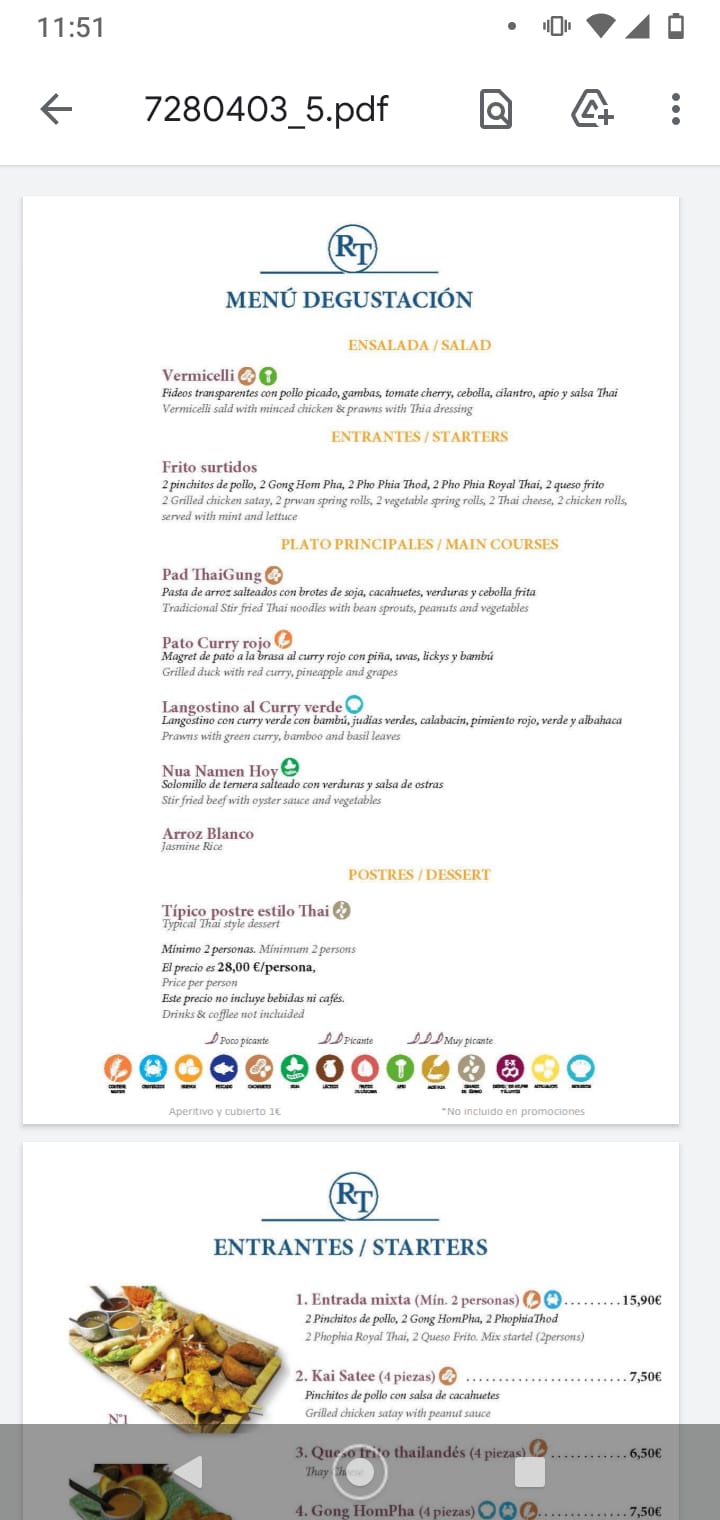 11:51
7280403_5.pdf
RT
MENÚ DEGUSTACIÓN
ENSALADA / SALAD
Vermicelli
Fideos transparentes con pollo picado, gambas, tomate cherry, cebolla, cilantro, apio y salsa Thai
Vermicelli sald with minced chicken & prawns with Thia dressing
ENTRANTES / STARTERS
Frito surtidos
2 pinchitos de pollo, 2 Gong Hom Pha, 2 Pho Phia Thod, 2 Pho Phia Royal Thai, 2 queso frito
2 Grilled chicken satay, 2 prwan spring rolls, 2 vegetable spring rolls, 2 Thai cheese, 2 chicken rolls,
served with mint and lettuce
PLATO PRINCIPALES / MAIN COURSES
Pad ThaiGung
Pasta de arroz salteados con brotes de soja, cacahuetes, verduras y cebolla frita
Tradicional Stir fried Thai noodles with bean sprouts, peanuts and vegetables
Pato Curry rojo
Magret de pato a la brasa al curry rojo con piña, uvas, lickys y bambú
Grilled duck with red curry, pineapple and grapes
Langostino al Curry verde
Langostino con curry verde con bambú, judías verdes, calabacin, pimiento rojo, verde y albahaca
Prawns with green curry, bamboo and basil leaves
Nua Namen Hoy
Solomillo de ternera salteado con verduras y salsa de ostras
Stir fried beef with oyster sauce and vegetables
Arroz Blanco
Jasmine Rice
POSTRES / DESSERT
Típico postre estilo Thai
Typical Thai style dessert
Mínimo 2 personas. Mínimum 2 persons
El precio es 28,00 €/persona,
Price per person
Este precio no incluye bebidas ni cafés.
Drinks & cofflee not incluided
Poco picante Picante Muy picante
HUEVOS PESCADO CACAHUETES SOJA LÁCTEOS APIO MOSTAZA MOLUSCOS
Aperitivo y cubierto 1€ *No incluido en promociones
RT
ENTRANTES / STARTERS
1. Entrada mixta (Mín. 2 personas) ......... 15,90€
2 Pinchitos de pollo, 2 Gong HomPha, 2 PhophiaThod
2 Phophia Royal Thai, 2 Queso Frito. Mix startel (2persons)
2. Kai Satee (4 piezas) ............................ 7,50€
Pinchitos de pollo con salsa de cacahuetes
Grilled chicken satay with peanut sauce
Nº1
3. Queso frito thailandés (4 piezas) ............ 6,50€
Thay Cheese
4. Gong HomPha (4 piezas) .............. 7,50€